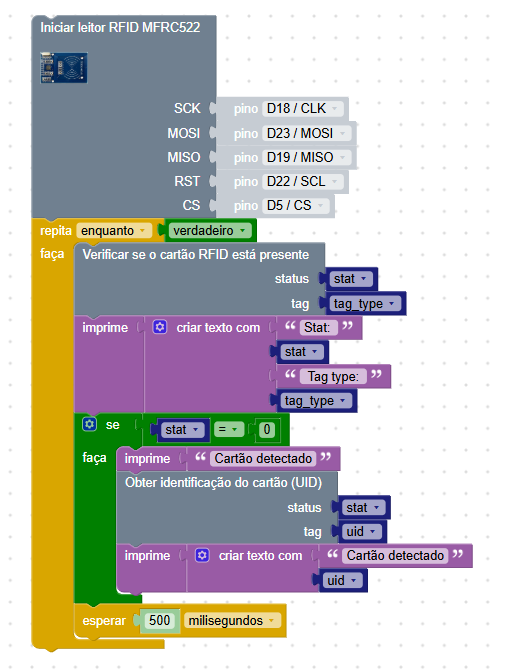 Iniciar leitor RFID MFRC522
SCK pino D18 / CLK
MOSI pino D23 / MOSI
MISO pino D19 / MISO
RST pino D22 / SCL
CS pino D5 / CS
repita enquanto verdadeiro
faça Verificar se o cartão RFID está presente
status stat
tag tag_type
imprime criar texto com “ Stat: ”
stat
“ Tag type: ”
tag_type
se stat = 0
faça imprime “ Cartão detectado ”
Obter identificação do cartão (UID)
status stat
tag uid
imprime criar texto com “ Cartão detectado ”
uid
esperar 500 milisegundos